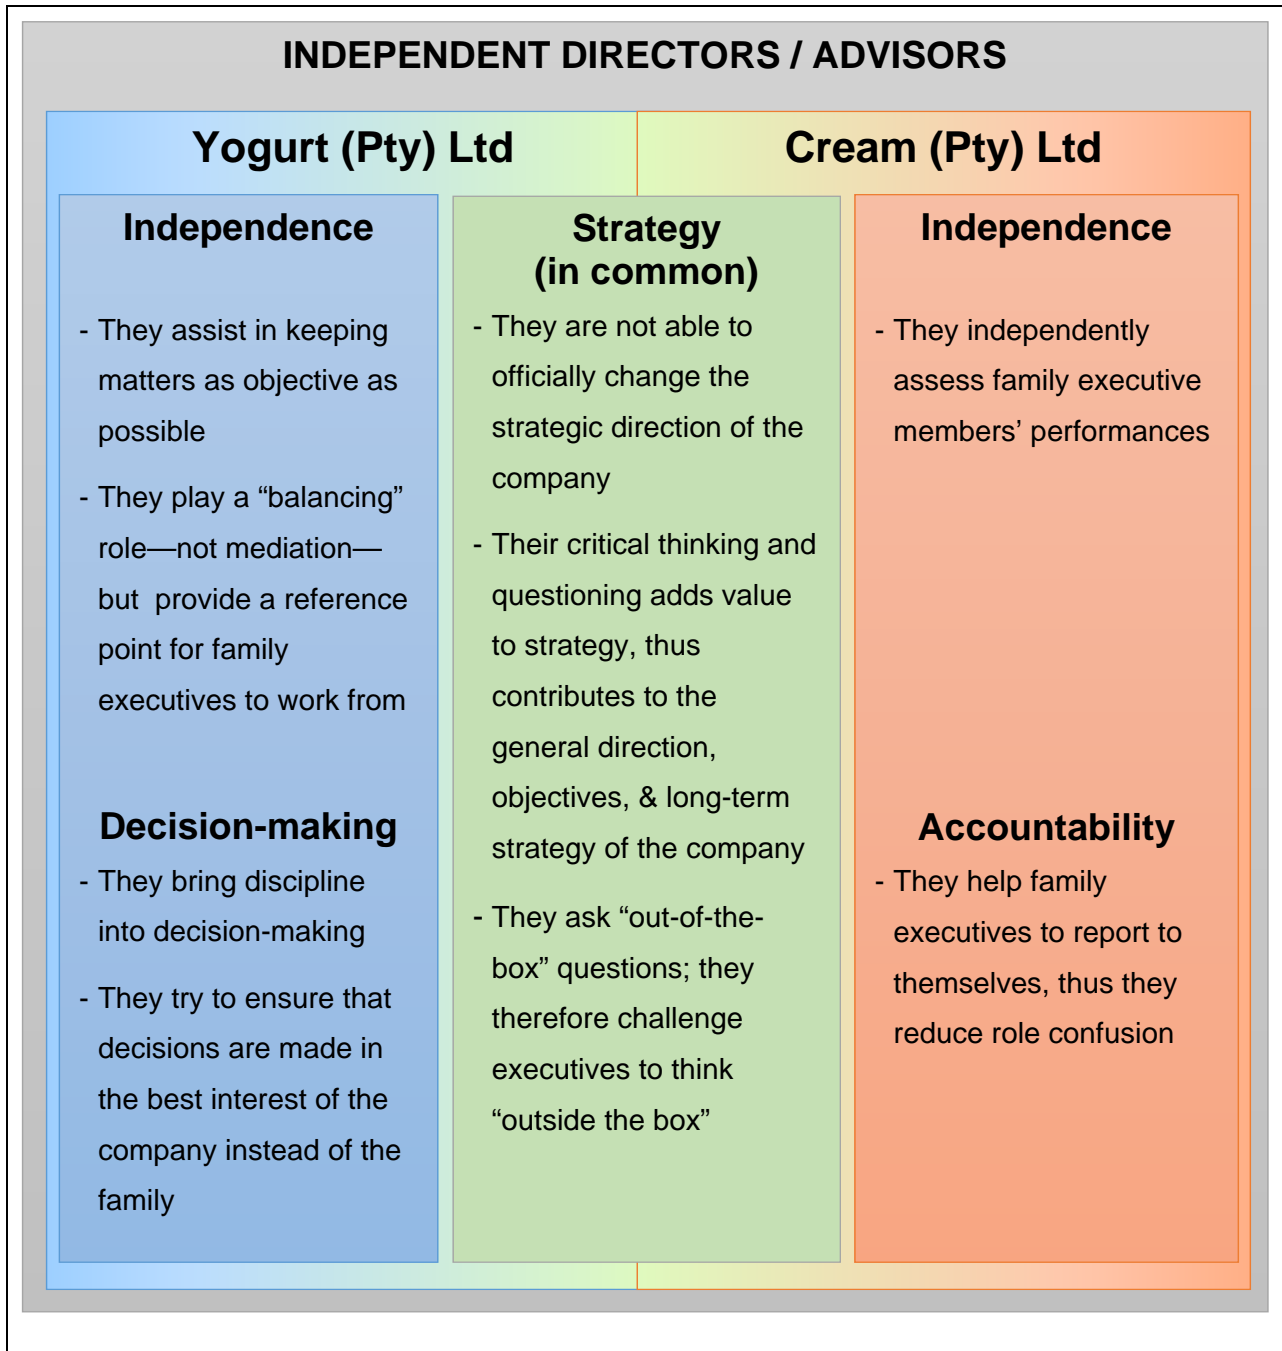 INDEPENDENT DIRECTORS / ADVISORS
Yogurt (Pty) Ltd
Independence
- They assist in keeping
matters as objective as
possible
- They play a “balancing”
role—not mediation—
but  provide a reference
point for family
executives to work from
Decision-making
- They bring discipline
into decision-making
- They try to ensure that
decisions are made in
the best interest of the
company instead of the
family
Strategy
(in common)
- They are not able to
officially change the
strategic direction of the
company
- Their critical thinking and
questioning adds value
to strategy, thus
contributes to the
general direction,
objectives, & long-term
strategy of the company
- They ask “out-of-the-
box” questions; they
therefore challenge
executives to think
“outside the box”
Cream (Pty) Ltd
Independence
- They independently
assess family executive
members’ performances
Accountability
- They help family
executives to report to
themselves, thus they
reduce role confusion